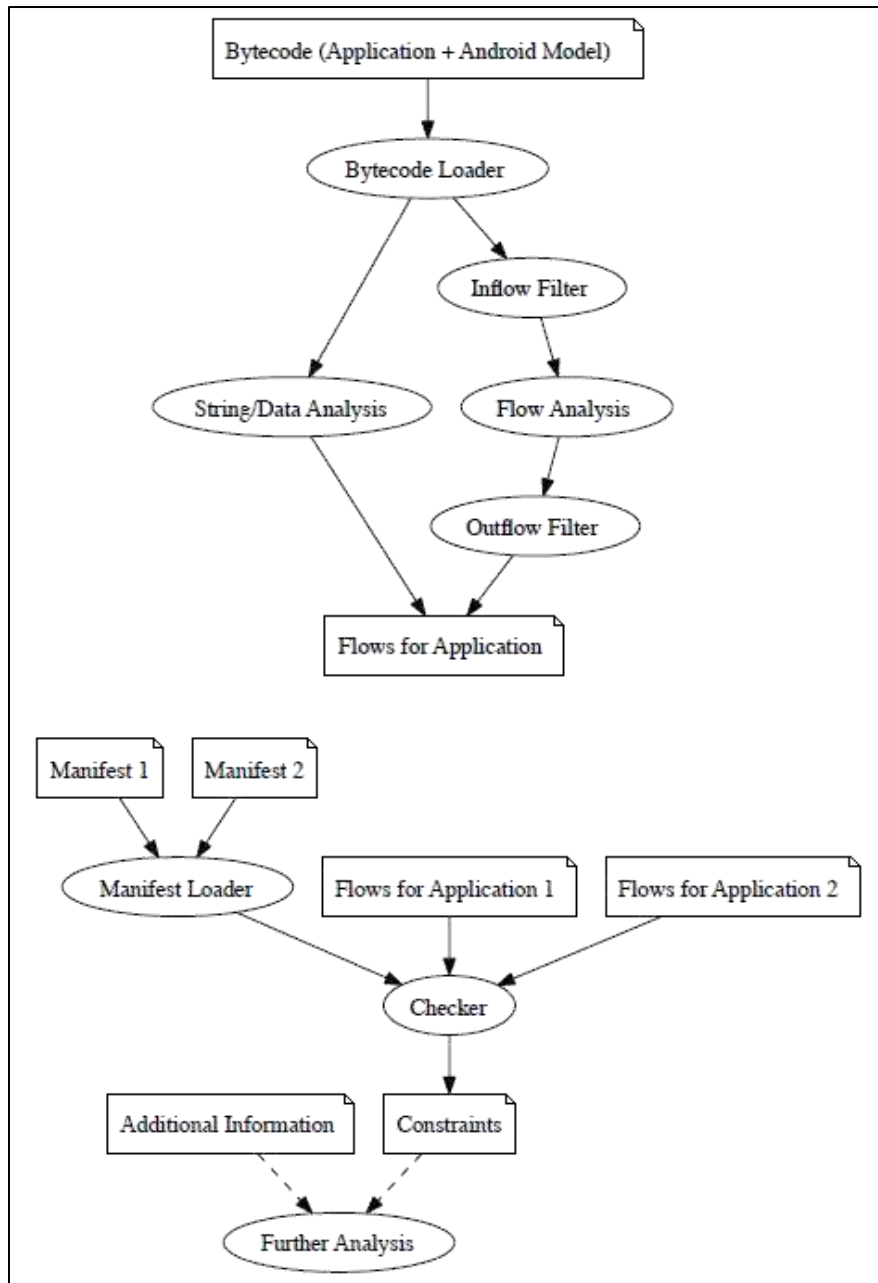 Bytecode (Application + Android Model)
Bytecode Loader
Inflow Filter
String/Data Analysis
Flow Analysis
Outflow Filter
Flows for Application
Manifest 1
Manifest 2
Manifest Loader
Flows for Application 1
Flows for Application 2
Checker
Additional Information
Constraints
Further Analysis